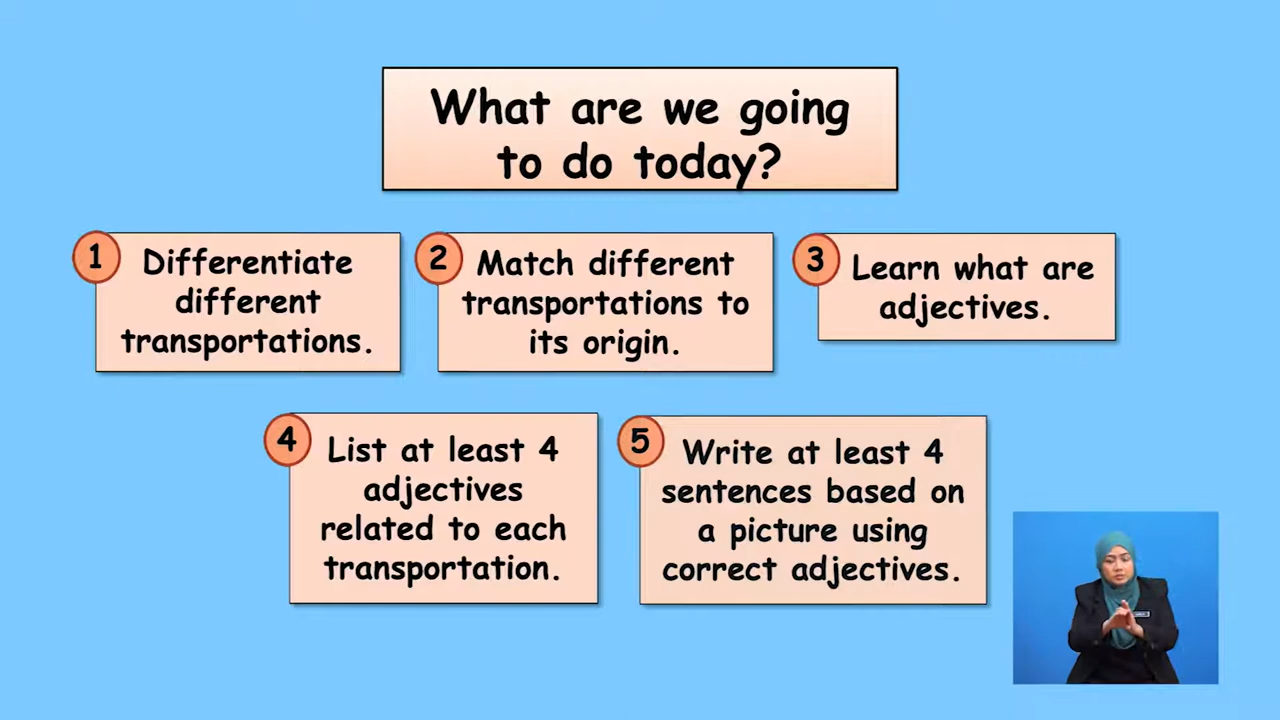 What are we going
to do today?
1
Differentiate
different
transportations.
2
Match different
transportations to
its origin.
3
Learn what are
adjectives.
4
List at least 4
adjectives
related to each
transportation.
5
Write at least 4
sentences based on
a picture using
correct adjectives.